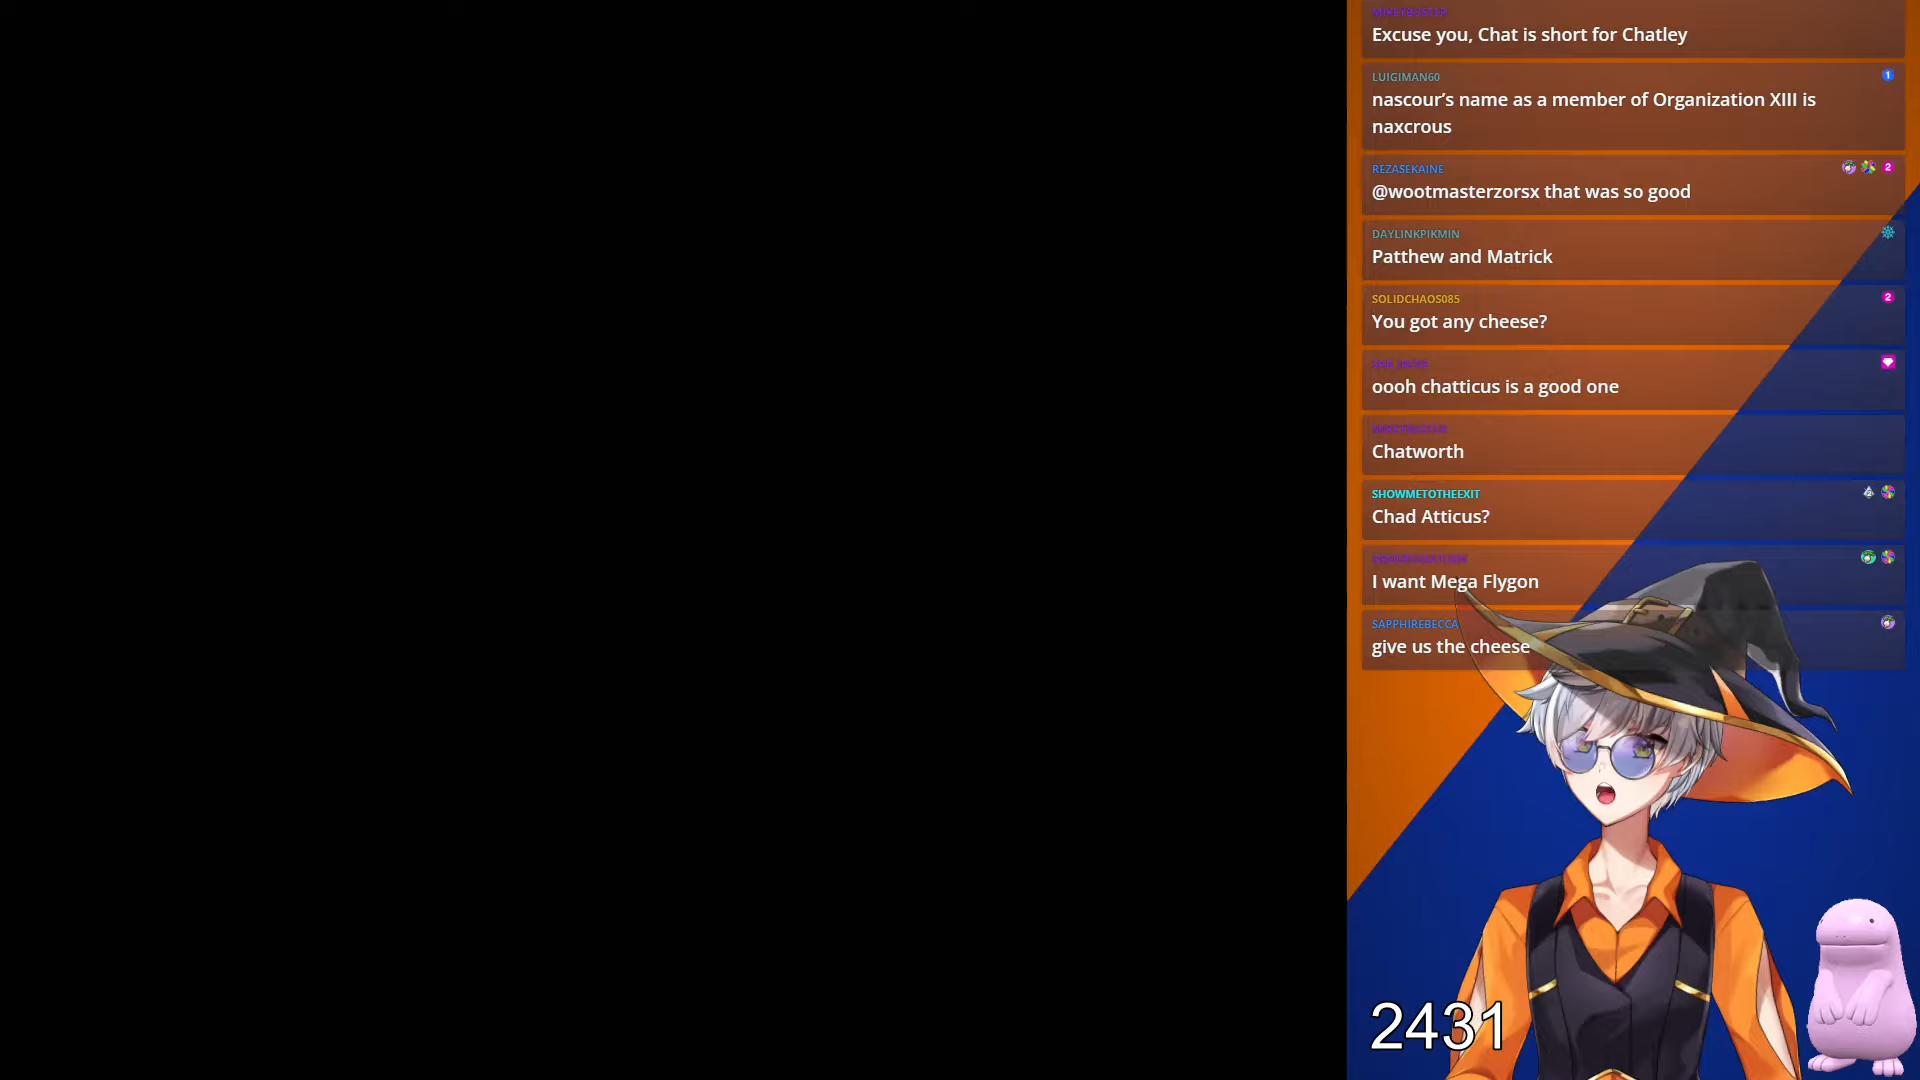 Excuse you, Chat is short for Chatley
LUIGIMAN60
nascour's name as a member of Organization XIII is
naxcrous
REZASEKAINE
@wootmasterzorsx that was so good
DAYLINKPIKMIN
Patthew and Matrick
SOLIDCHAOS085
You got any cheese?
oooh chatticus is a good one
Chatworth
SHOWMETOTHEEXIT
Chad Atticus?
I want Mega Flygon
SAPPHIREBECCA
give us the cheese
2431